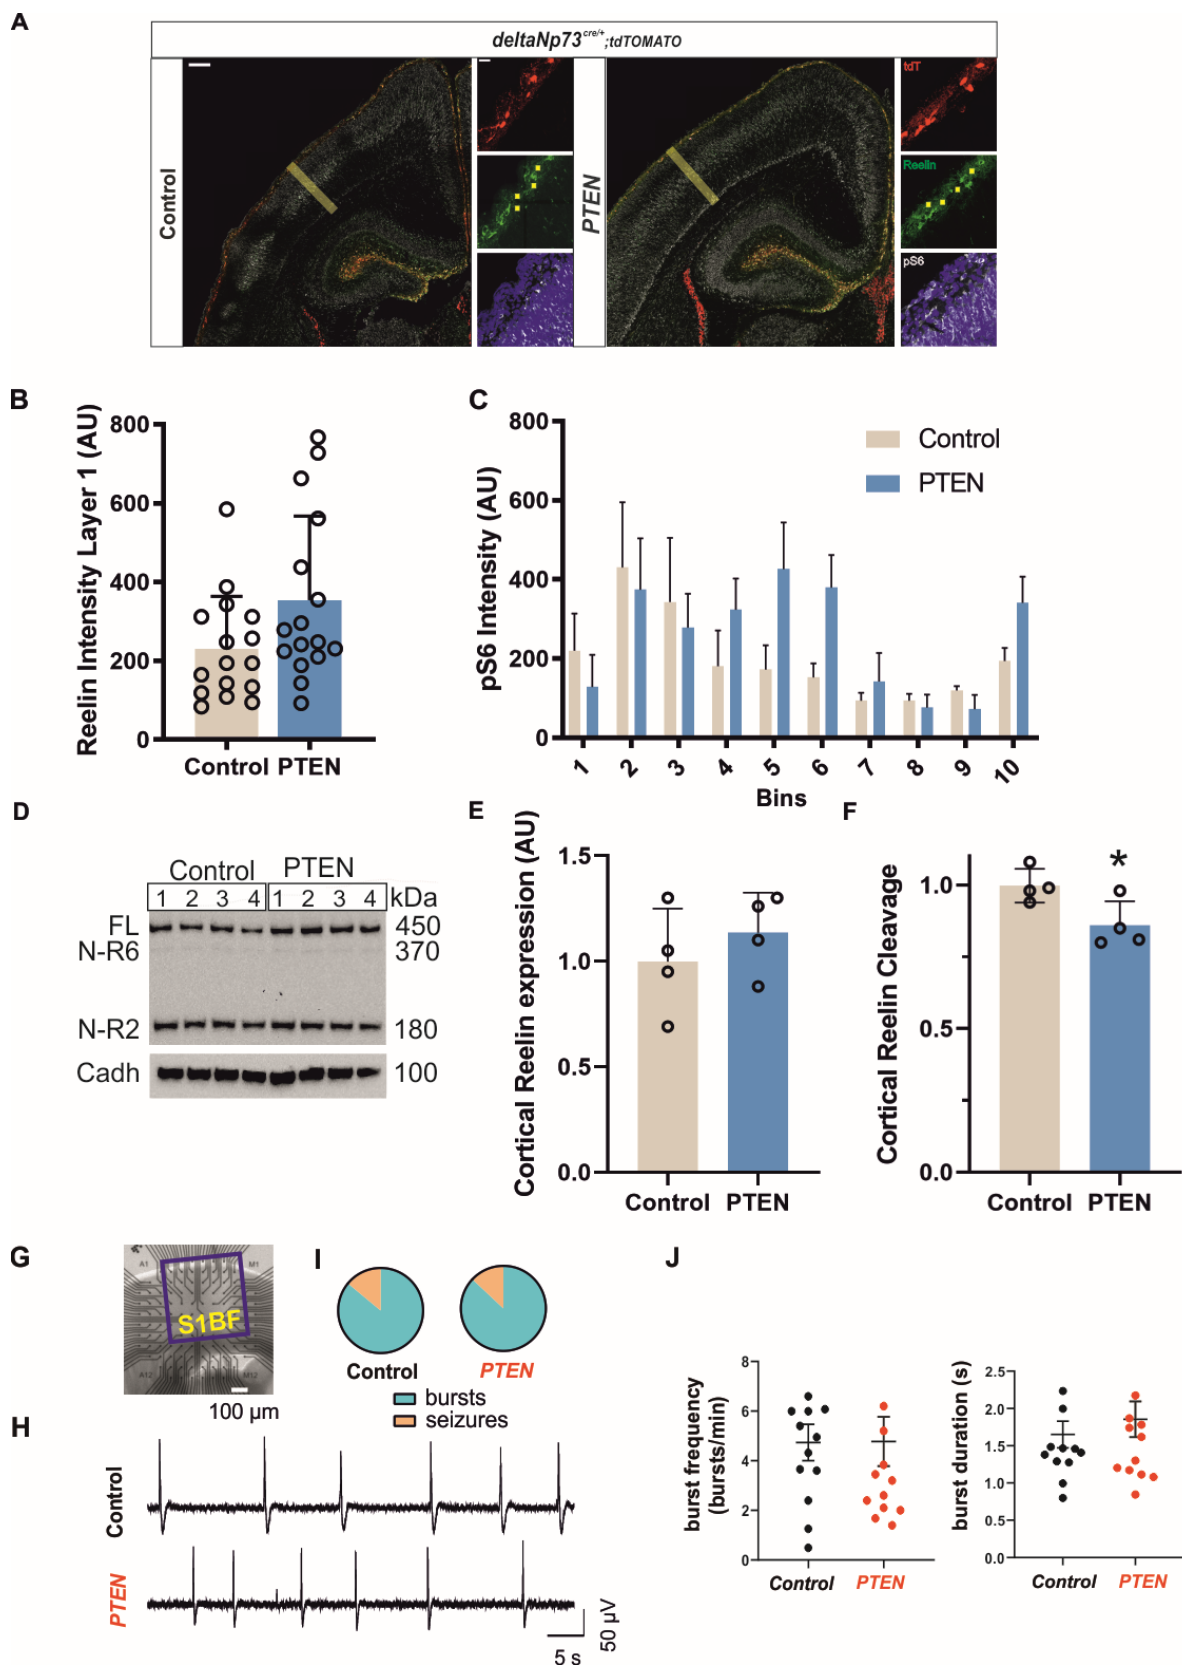 A
deltaNp73cre/+;tdTOMATO
Control
PTEN
tdT
Reelin
pS6
B
Reelin Intensity Layer 1 (AU)
800
600
400
200
0
Control PTEN
C
pS6 Intensity (AU)
800
600
400
200
0
Control
PTEN
1 2 3 4 5 6 7 8 9 10
Bins
D
Control PTEN
1 2 3 4 1 2 3 4 kDa
FL 450
N-R6 370
N-R2 180
Cadh 100
E
Cortical Reelin expression (AU)
1.5
1.0
0.5
0.0
Control PTEN
F
Cortical Reelin Cleavage
1.0
0.5
0.0
*
Control PTEN
G
A1 M1
S1BF
A12 M12
100 µm
I
Control PTEN
bursts
seizures
H
Control
PTEN
50 µV
5 s
J
burst frequency
(bursts/min)
8
6
4
2
0
Control PTEN
burst duration (s)
2.5
2.0
1.5
1.0
0.5
0.0
Control PTEN